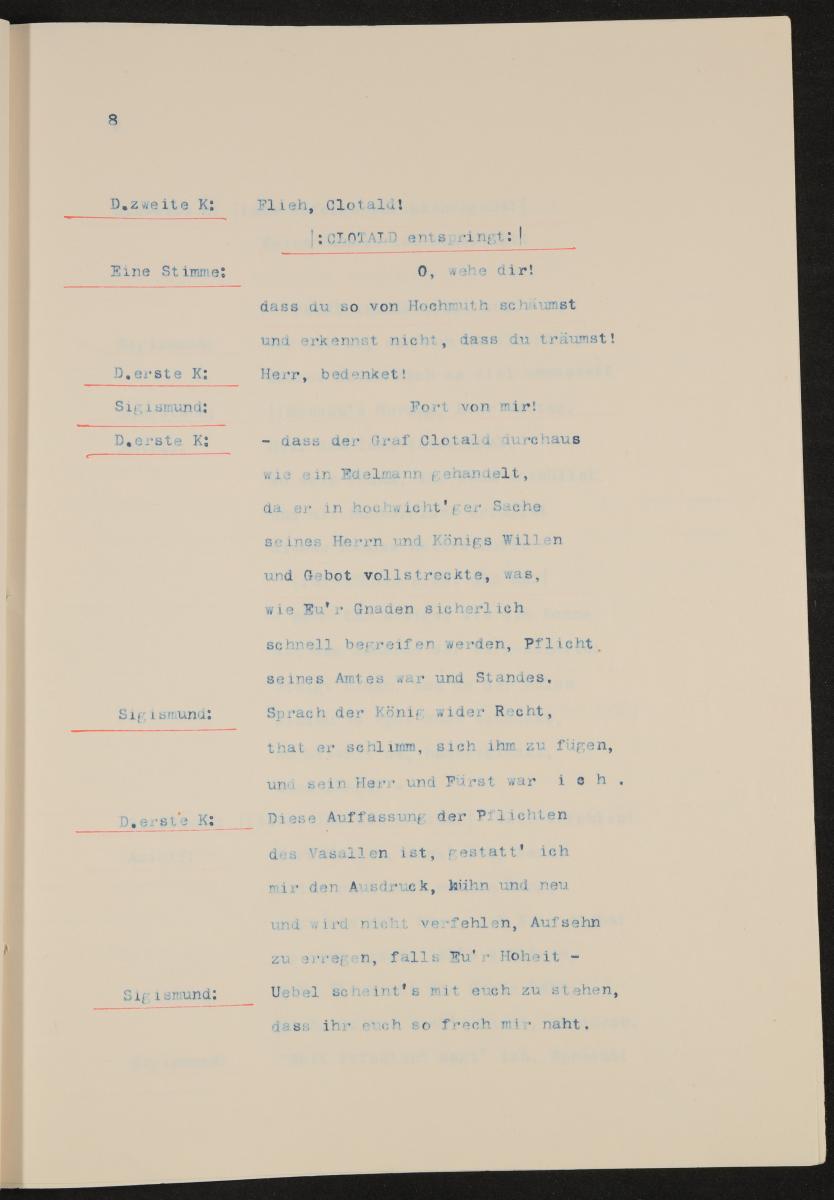 8
D.zweite K: Flieh, Clotald!
|:CLOTALD entspringt:|
Eine Stimme: O, wehe dir!
dass du so von Hochmuth schäumst
und erkennst nicht, dass du träumst!
D.erste K: Herr, bedenket!
Sigismund: Fort von mir!
D.erste K: - dass der Graf Clotald durchaus
wie ein Edelmann gehandelt,
da er in hochwicht'ger Sache
seines Herrn und Königs Willen
und Gebot vollstreckte, was,
wie Eu'r Gnaden sicherlich
schnell begreifen werden, Pflicht
seines Amtes war und Standes.
Sigismund: Sprach der König wider Recht,
that er schlimm, sich ihm zu fügen,
und sein Herr und Fürst war i c h .
D.erste K: Diese Auffassung der Pflichten
des Vasallen ist, gestatt' ich
mir den Ausdruck, kühn und neu
und wird nicht verfehlen, Aufsehn
zu erregen, falls Eu'r Hoheit -
Sigismund: Uebel scheint's mit euch zu stehen,
dass ihr euch so frech mir naht.